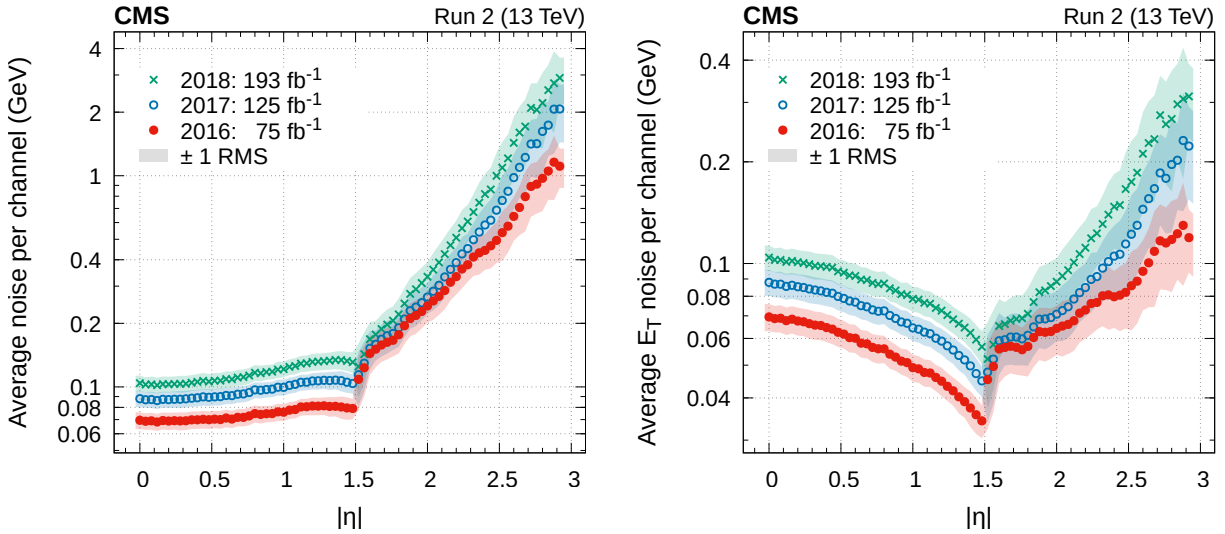 CMS Run 2 (13 TeV)
Average noise per channel (GeV)
4
2
1
0.4
0.2
0.1
0.08
0.06
2018: 193 fb⁻¹
2017: 125 fb⁻¹
2016: 75 fb⁻¹
± 1 RMS
0 0.5 1 1.5 2 2.5 3
|η|
CMS Run 2 (13 TeV)
Average E_T noise per channel (GeV)
0.4
0.2
0.1
0.08
0.06
0.04
2018: 193 fb⁻¹
2017: 125 fb⁻¹
2016: 75 fb⁻¹
± 1 RMS
0 0.5 1 1.5 2 2.5 3
|η|